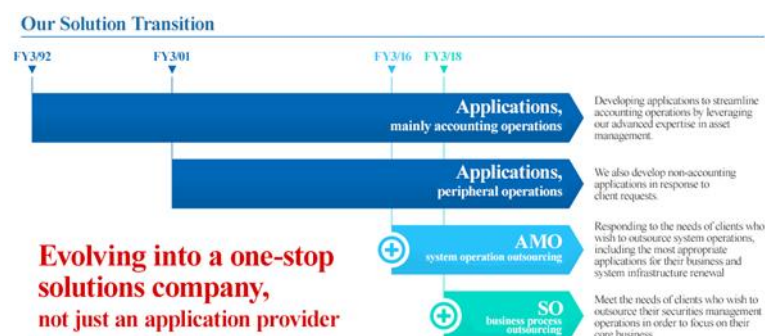 Our Solution Transition
FY3/92 FY3/01 FY3/16 FY3/18
Applications,
mainly accounting operations
Developing applications to streamline
accounting operations by leveraging
our advanced expertise in asset
management.
Applications,
peripheral operations
We also develop non-accounting
applications in response to
client requests.
AMO
system operation outsourcing
Responding to the needs of clients who
wish to outsource system operations,
including the most appropriate
applications for their business and
system infrastructure renewal
Evolving into a one-stop
solutions company,
not just an application provider
SO
business process
outsourcing
Meet the needs of clients who wish to
outsource their securities management
operations in order to focus on their
core business